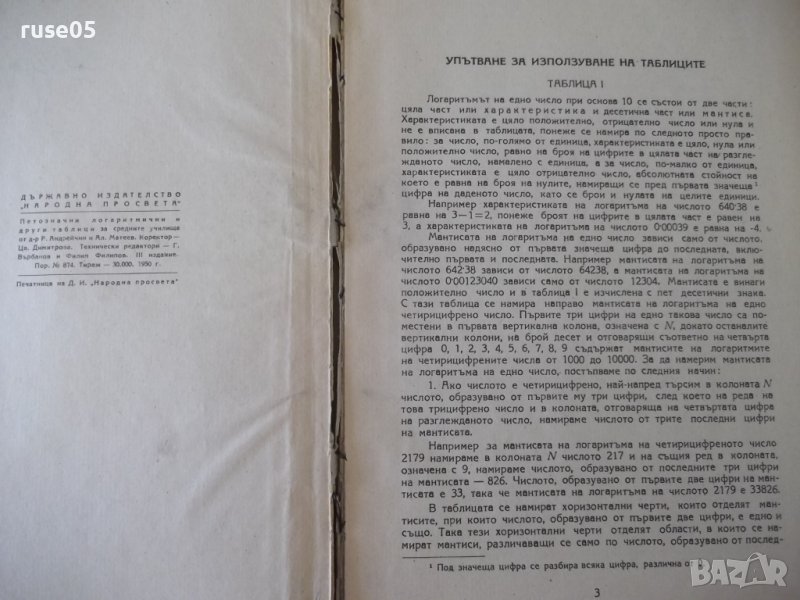 ruse05
ДЪРЖАВНО ИЗДАТЕЛСТВО
„НАРОДНА ПРОСВЕТА“
Петозначни логаритмични и
други таблици за средните училища
от д-р Р. Андрейчин и Ал. Матеев. Коректор —
Цв. Димитрова. Технически редактори — Г.
Върбанов и Филип Филипов. III издание.
Пор. № 874. Тираж — 30.000. 1950 г.
Печатница на Д. И. „Народна просвета“
УПЪТВАНЕ ЗА ИЗПОЛЗУВАНЕ НА ТАБЛИЦИТЕ
ТАБЛИЦА I
Логаритъмът на едно число при основа 10 се състои от две части:
цяла част или характеристика и десетична част или мантиса.
Характеристиката е цяло положително, отрицателно число или нула и
не е вписана в таблицата, понеже се намира по следното просто пра-
вило: за число, по-голямо от единица, характеристиката е цяло, нула или
положително число, равно на броя на цифрите в цялата част на разглеж-
даното число, намалено с единица, а за число, по-малко от единица,
характеристиката е цяло отрицателно число, абсолютната стойност на
което е равна на броя на нулите, намиращи се пред първата значеща¹
цифра на даденото число, като се брои и нулата на целите единици.
Например характеристиката на логаритъма на числото 640·38 е
равна на 3—1=2, понеже броят на цифрите в цялата част е равен на
3, а характеристиката на логаритъма на числото 0·00039 е равна на -4.
Мантисата на логаритъма на едно число зависи само от числото,
образувано надясно от първата значеща цифра до последната, вклю-
чително първата и последната. Например мантисата на логаритъма на
числото 642·38 зависи от числото 64238, а мантисата на логаритъма на
числото 0·00123040 зависи само от числото 12304. Мантисата е винаги
положително число и в таблица I е изчислена с пет десетични знака.
С тази таблица се намира направо мантисата на логаритъма на едно
четирицифрено число. Първите три цифри на едно такова число са по-
местени в първата вертикална колона, означена с N, докато останалите
вертикални колони, на брой десет и отговарящи съответно на четвърта
цифра 0, 1, 2, 3, 4, 5, 6, 7, 8, 9 съдържат мантисите на логаритмите
на четирицифрените числа от 1000 до 10000. За да намерим мантисата
на логаритъма на едно число, постъпваме по следния начин:
1. Ако числото е четирицифрено, най-напред търсим в колоната N
числото, образувано от първите му три цифри, след което на реда на
това трицифрено число и в колоната, отговаряща на четвъртата цифра
на разглежданото число, намираме числото от трите последни цифри
на мантисата.
Например за мантисата на логаритъма на четирицифреното число
2179 намираме в колоната N числото 217 и на същия ред в колоната,
означена с 9, намираме числото, образувано от последните три цифри
на мантисата — 826. Числото, образувано от първите две цифри на ман-
тисата е 33, така че мантисата на логаритъма на числото 2179 е 33826.
В таблицата се намират хоризонтални черти, които отделят ман-
тисите, при които числото, образувано от първите две цифри, е едно и
също. Така тези хоризонтални черти отделят области, в които се на-
мират мантиси, различаващи се само по числото, образувано от послед-
¹ Под значеща цифра се разбира всяка цифра, различна от
3
BAZAR